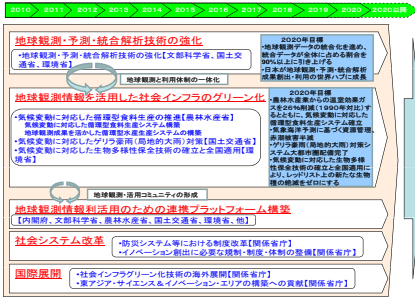 2010 2011 2012 2013 2014 2015 2016 2017 2018 2019 2020 2020以降
地球観測・予測・統合解析技術の強化
・地球観測・予測・統合解析技術の強化【文部科学省、国土交
通省、環境省】
2020年目標
・地球観測データの統合化を進め、
統合データが全体に占める割合を
90%以上に引き上げる
・日本が地球観測・予測・統合解析
成果創出・利用の世界ハブに成長
地球観測と利用体制の一体化
地球観測情報を活用した社会インフラのグリーン化
・気候変動に対応した循環型食料生産の推進【農林水産省】
気候変動に対応した循環型食料生産システム構築
地球観測成果を活かした循環型水産生産システムの構築
・気候変動に対応したゲリラ豪雨(局地的大雨)対策【国土交通省】
・気候変動に対応した生物多様性保全技術の確立と全国適用【環
境省】
2020年目標
・農林水産業からの温室効果ガ
スを26%削減(1990年対比)する
とともに、気候変動に対応した
循環型食料生産システム確立
・気象海洋予測に基づく資源管理、
赤潮被害半減
・ゲリラ豪雨(局地的大雨)対策シ
ステム大都市圏配備完了
・気候変動に対応した生物多様
性保全技術の確立と全国適用に
より、レッドリスト上の新たな生物
種の絶滅をゼロにする
地球観測・活用コミュニティの形成
地球観測情報利活用のための連携プラットフォーム構築
【内閣府、文部科学省、農林水産省、国土交通省、環境省、他】
社会システム改革
・防災システム等における制度改革【関係省庁】
・イノベーション創出に必要な規制・制度・体制の整備【関係省庁】
国際展開
・社会インフラグリーン化技術の海外展開【関係省庁】
・東アジア・サイエンス＆イノベーション・エリアの構築への貢献【関係省庁】